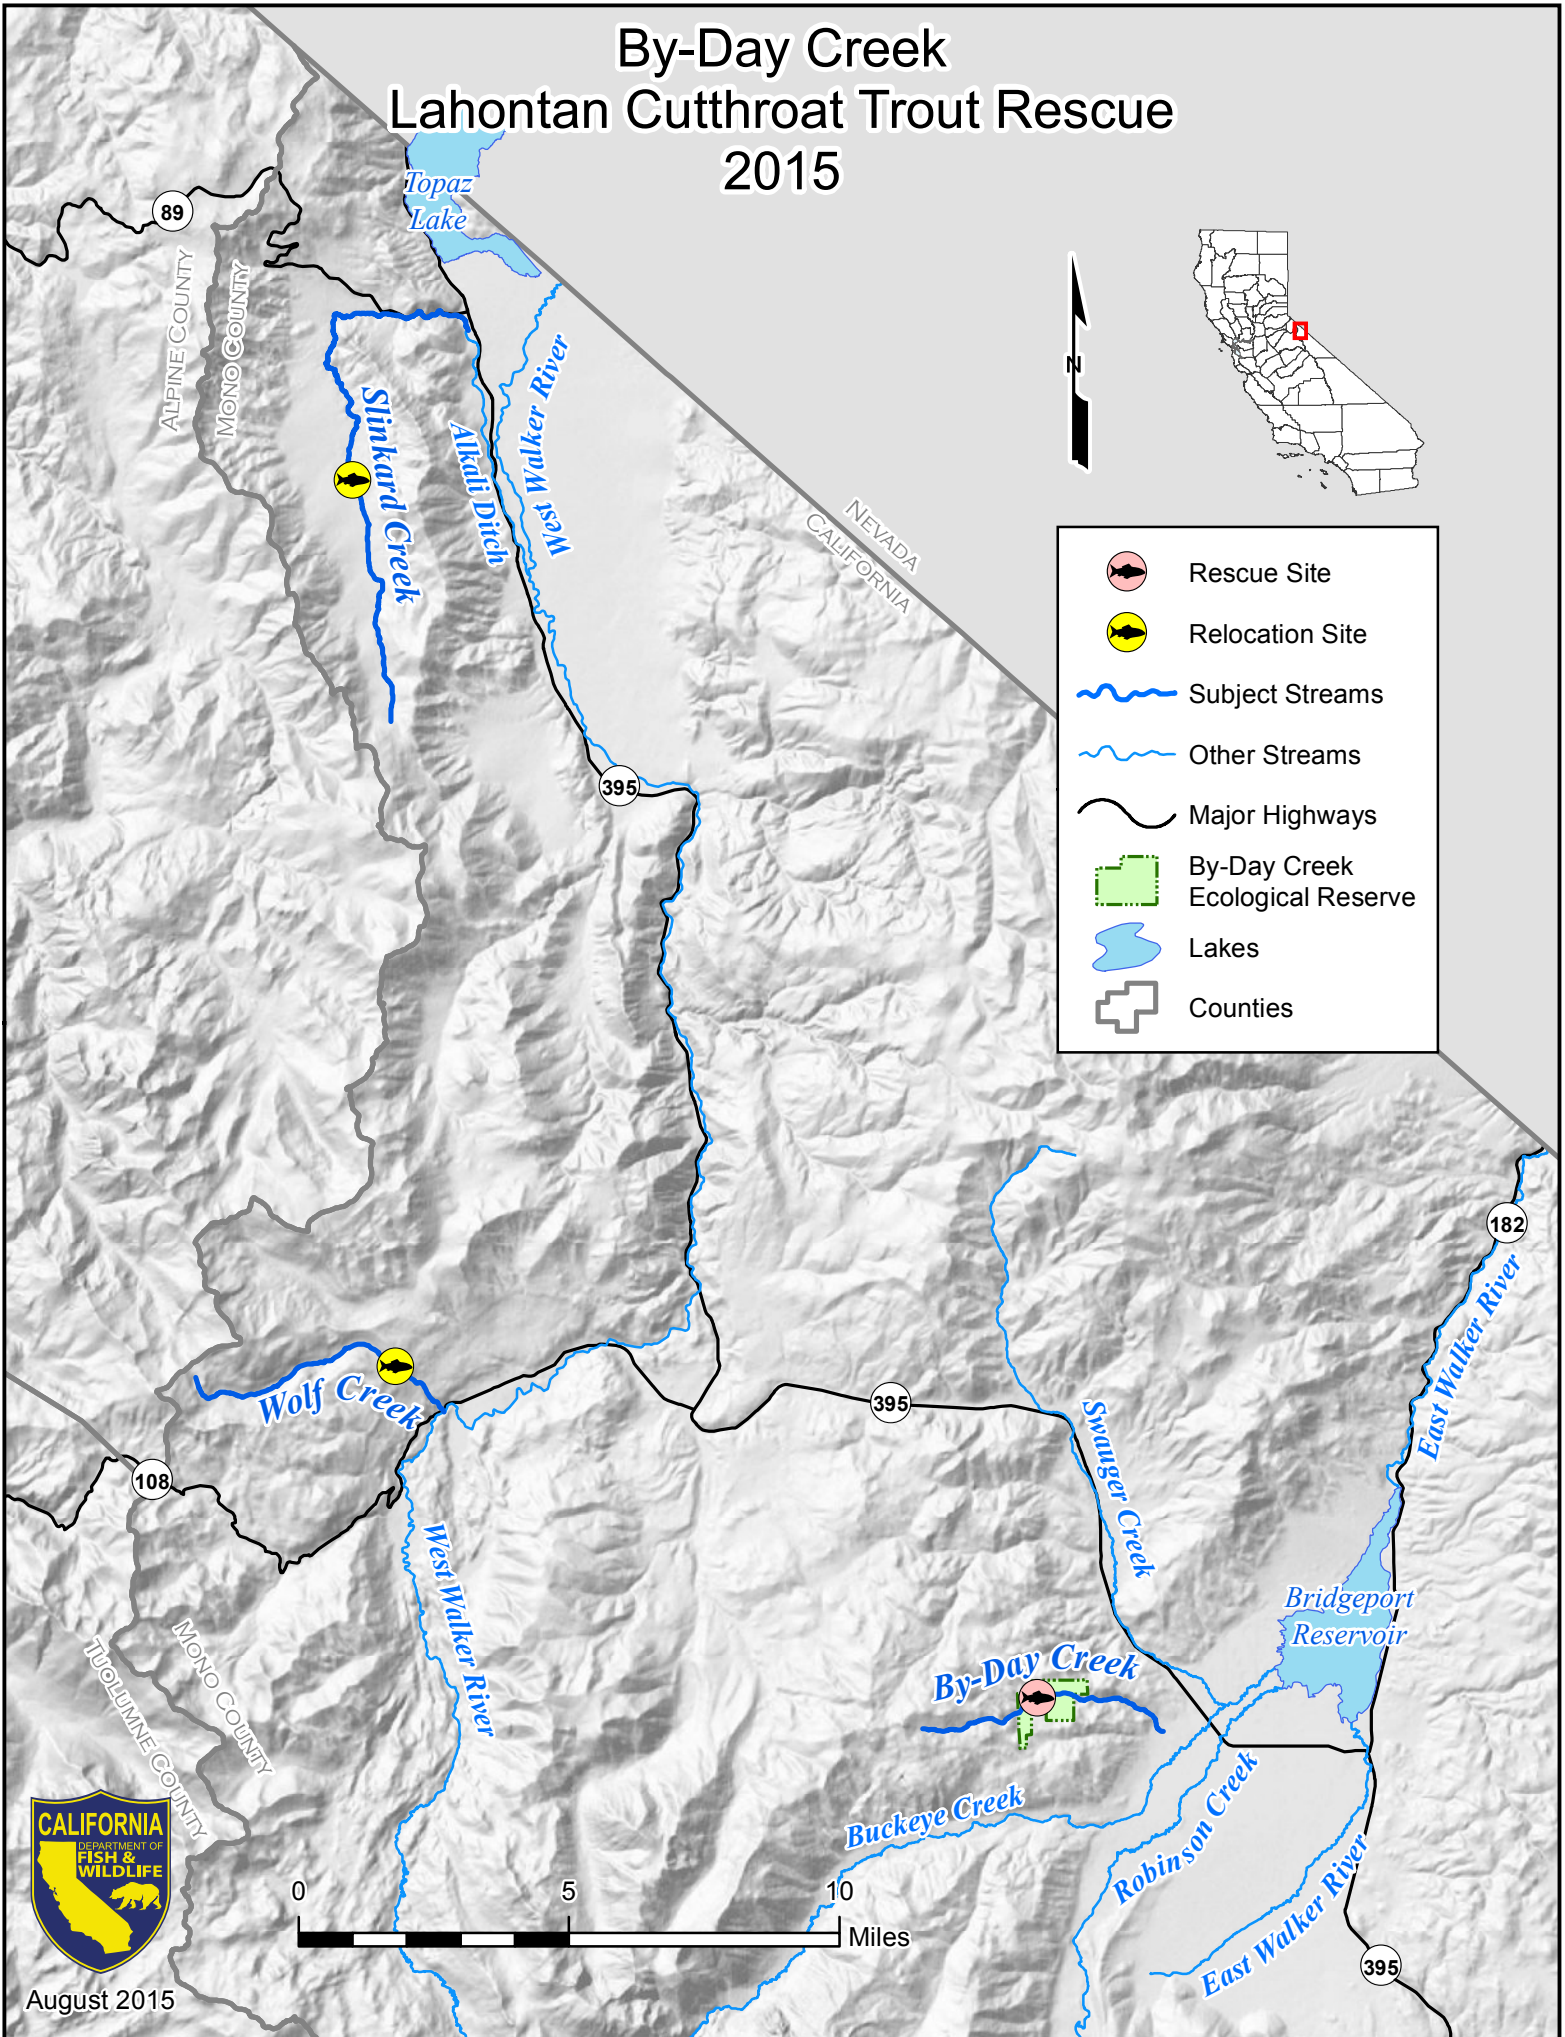 By-Day Creek
Lahontan Cutthroat Trout Rescue
2015
Topaz
Lake
89
ALPINE COUNTY
MONO COUNTY
Slinkard Creek
Alkali Ditch
West Walker River
N
NEVADA
CALIFORNIA
Rescue Site
Relocation Site
Subject Streams
Other Streams
Major Highways
By-Day Creek
Ecological Reserve
Lakes
Counties
395
182
East Walker River
Wolf Creek
395
108
Swauger Creek
West Walker River
Bridgeport
Reservoir
By-Day Creek
MONO COUNTY
TUOLUMNE COUNTY
Buckeye Creek
Robinson Creek
East Walker River
395
CALIFORNIA
DEPARTMENT OF
FISH &
WILDLIFE
0 5 10
Miles
August 2015